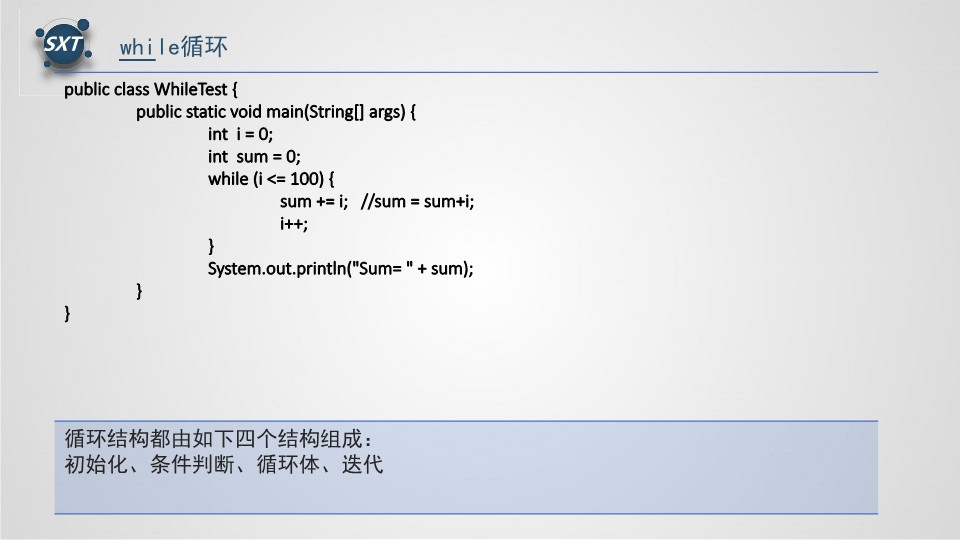 SXT
while循环
public class WhileTest {
public static void main(String[] args) {
int  i = 0;
int  sum = 0;
while (i <= 100) {
sum += i;   //sum = sum+i;
i++;
}
System.out.println("Sum= " + sum);
}
}
循环结构都由如下四个结构组成：
初始化、条件判断、循环体、迭代